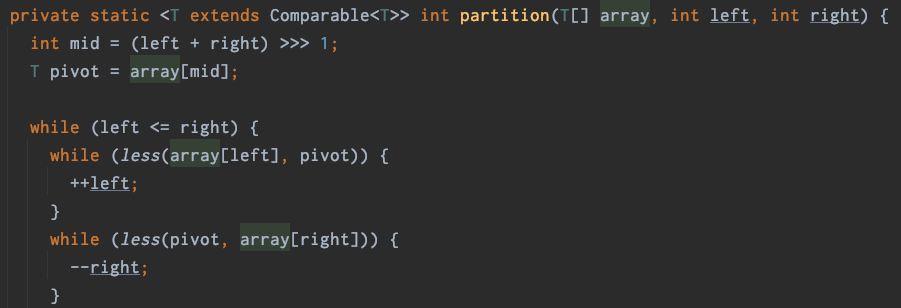 private static <T extends Comparable<T>> int partition(T[] array, int left, int right) {
int mid = (left + right) >>> 1;
T pivot = array[mid];
while (left <= right) {
while (less(array[left], pivot)) {
++left;
}
while (less(pivot, array[right])) {
--right;
}